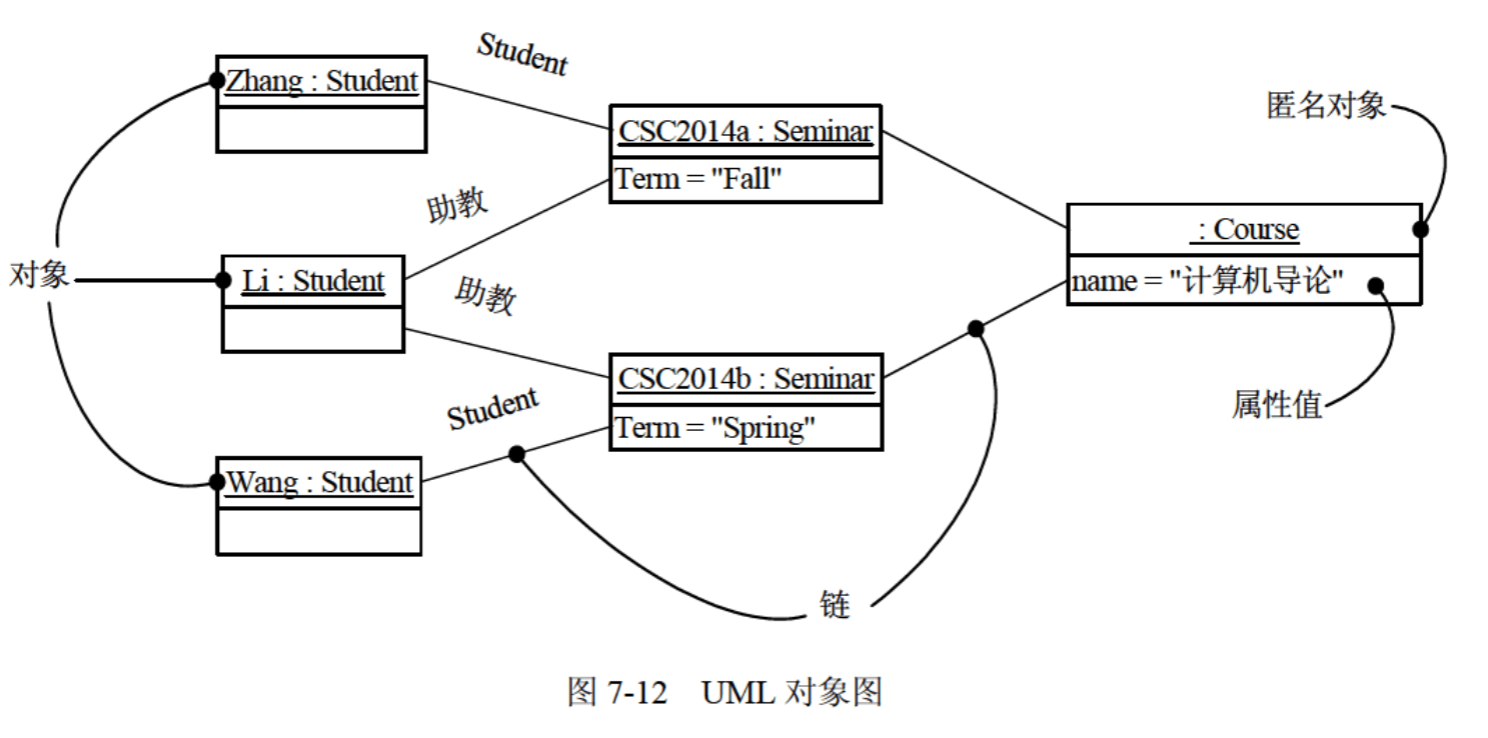 Student
Zhang : Student
匿名对象
CSC2014a : Seminar
Term = "Fall"
助教
: Course
name = "计算机导论"
对象
Li : Student
助教
CSC2014b : Seminar
Term = "Spring"
属性值
Student
Wang : Student
链
图 7-12 UML 对象图